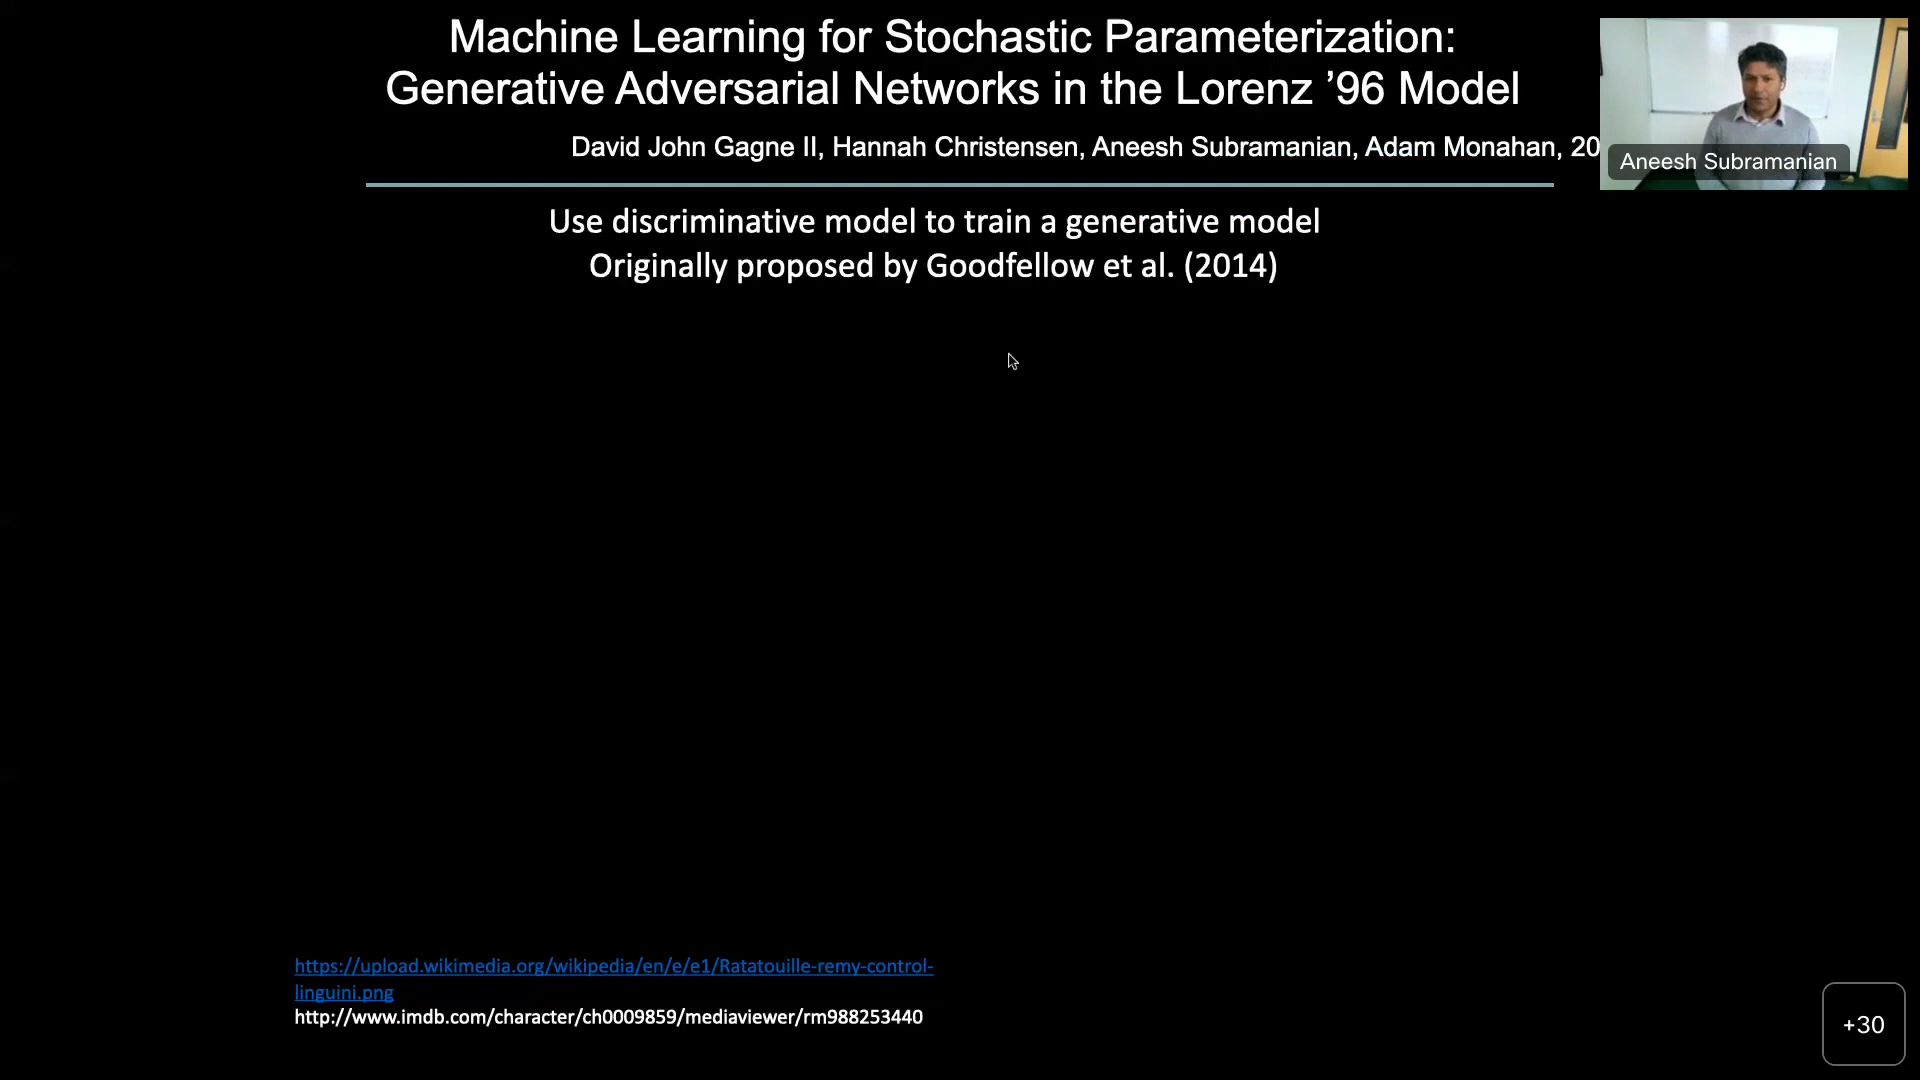 Machine Learning for Stochastic Parameterization:
Generative Adversarial Networks in the Lorenz ’96 Model
David John Gagne II, Hannah Christensen, Aneesh Subramanian, Adam Monahan, 20
Aneesh Subramanian
Use discriminative model to train a generative model
Originally proposed by Goodfellow et al. (2014)
https://upload.wikimedia.org/wikipedia/en/e/e1/Ratatouille-remy-control-
linguini.png
http://www.imdb.com/character/ch0009859/mediaviewer/rm988253440
+30